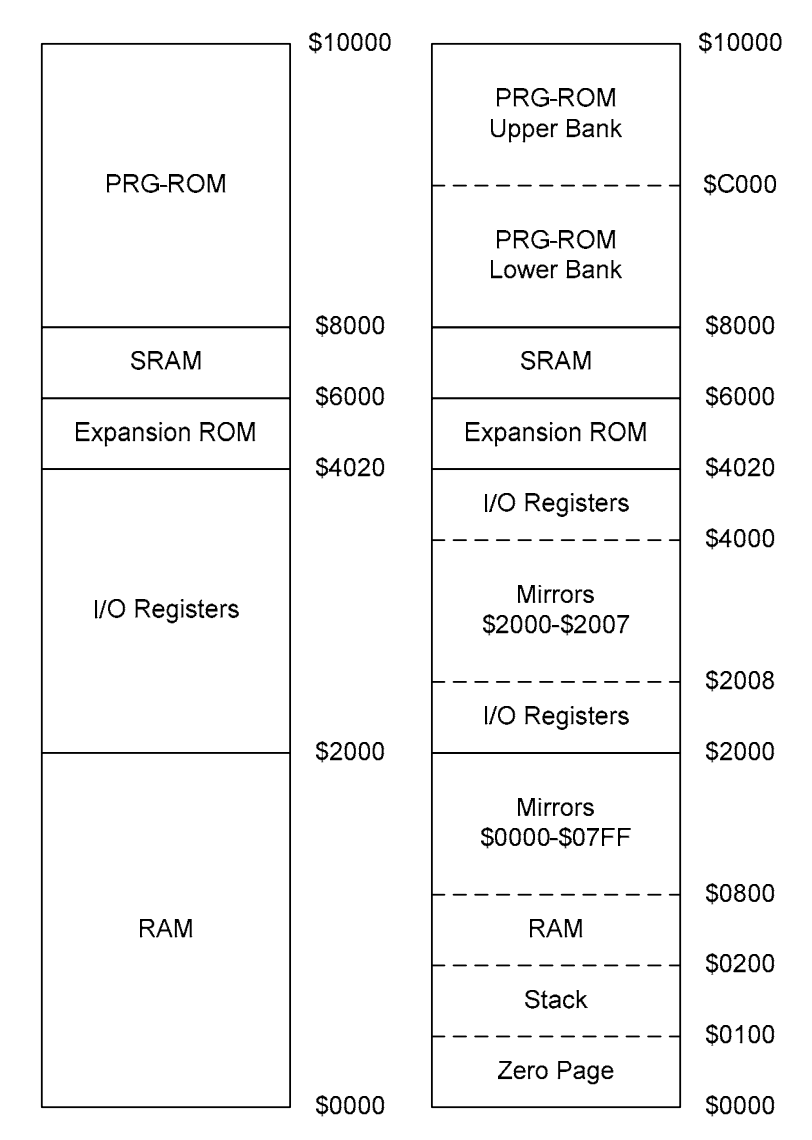 $10000
PRG-ROM
$8000
SRAM
$6000
Expansion ROM
$4020
I/O Registers
$2000
RAM
$0000
$10000
PRG-ROM
Upper Bank
$C000
PRG-ROM
Lower Bank
$8000
SRAM
$6000
Expansion ROM
$4020
I/O Registers
$4000
Mirrors
$2000-$2007
$2008
I/O Registers
$2000
Mirrors
$0000-$07FF
$0800
RAM
$0200
Stack
$0100
Zero Page
$0000